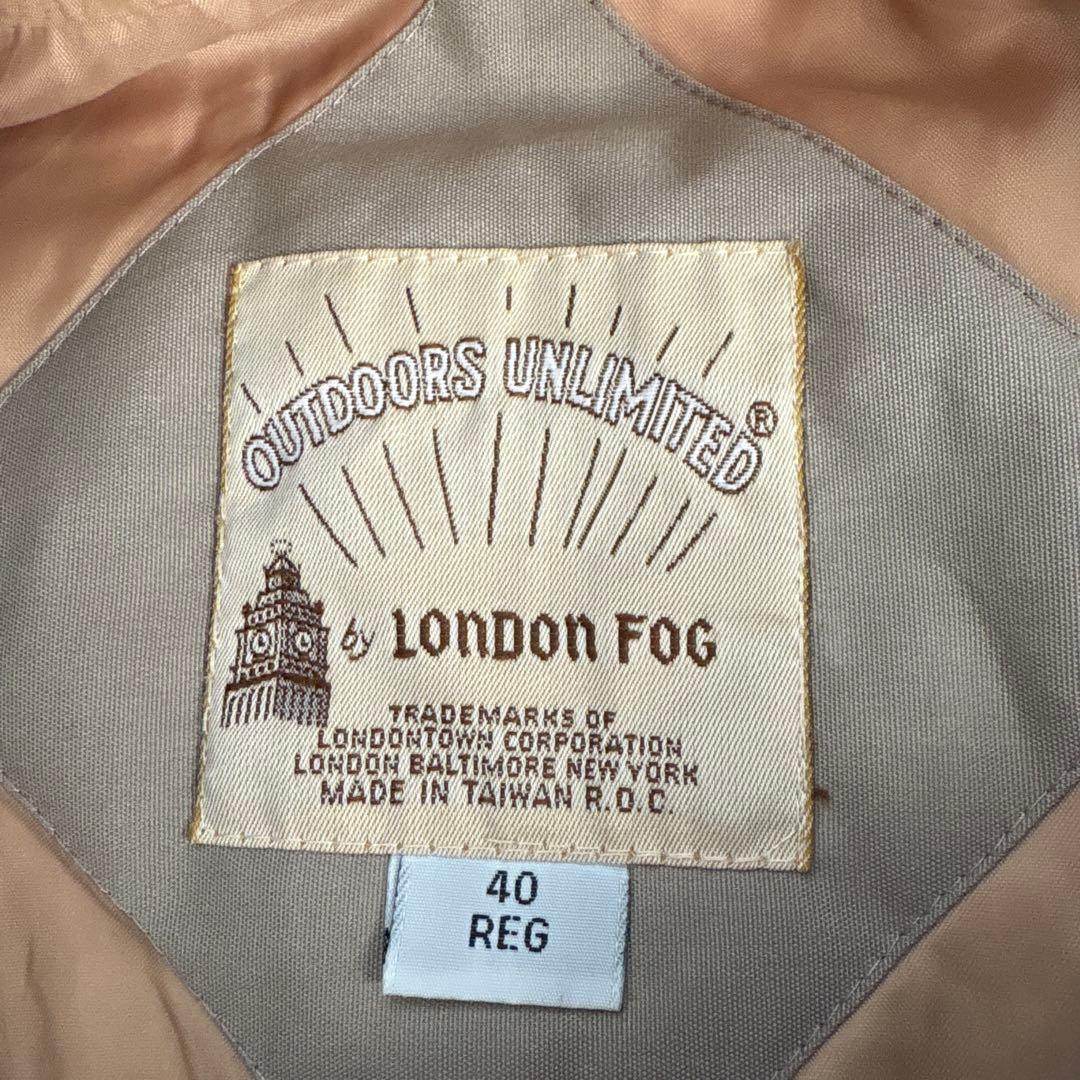 OUTDOORS UNLIMITED®
by LONDON FOG
TRADEMARKS OF
LONDONTOWN CORPORATION
LONDON BALTIMORE NEW YORK
MADE IN TAIWAN R.O.C.
40
REG